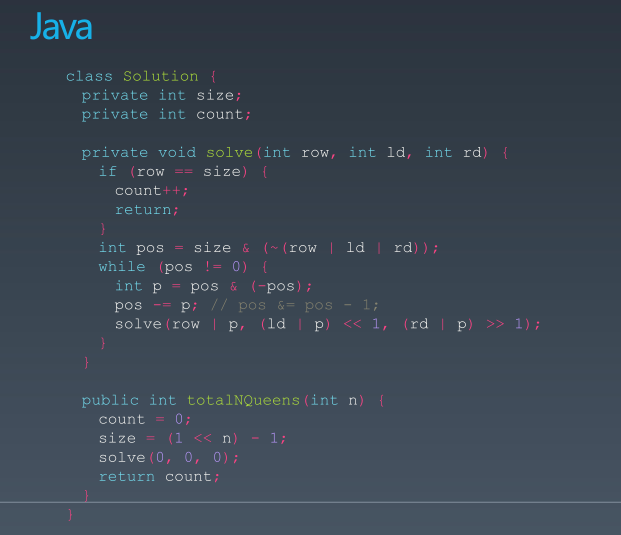 Java
class Solution {
  private int size;
  private int count;

  private void solve(int row, int ld, int rd) {
    if (row == size) {
      count++;
      return;
    }
    int pos = size & (~(row | ld | rd));
    while (pos != 0) {
      int p = pos & (-pos);
      pos -= p; // pos &= pos - 1;
      solve(row | p, (ld | p) << 1, (rd | p) >> 1);
    }
  }

  public int totalNQueens(int n) {
    count = 0;
    size = (1 << n) - 1;
    solve(0, 0, 0);
    return count;
  }
}